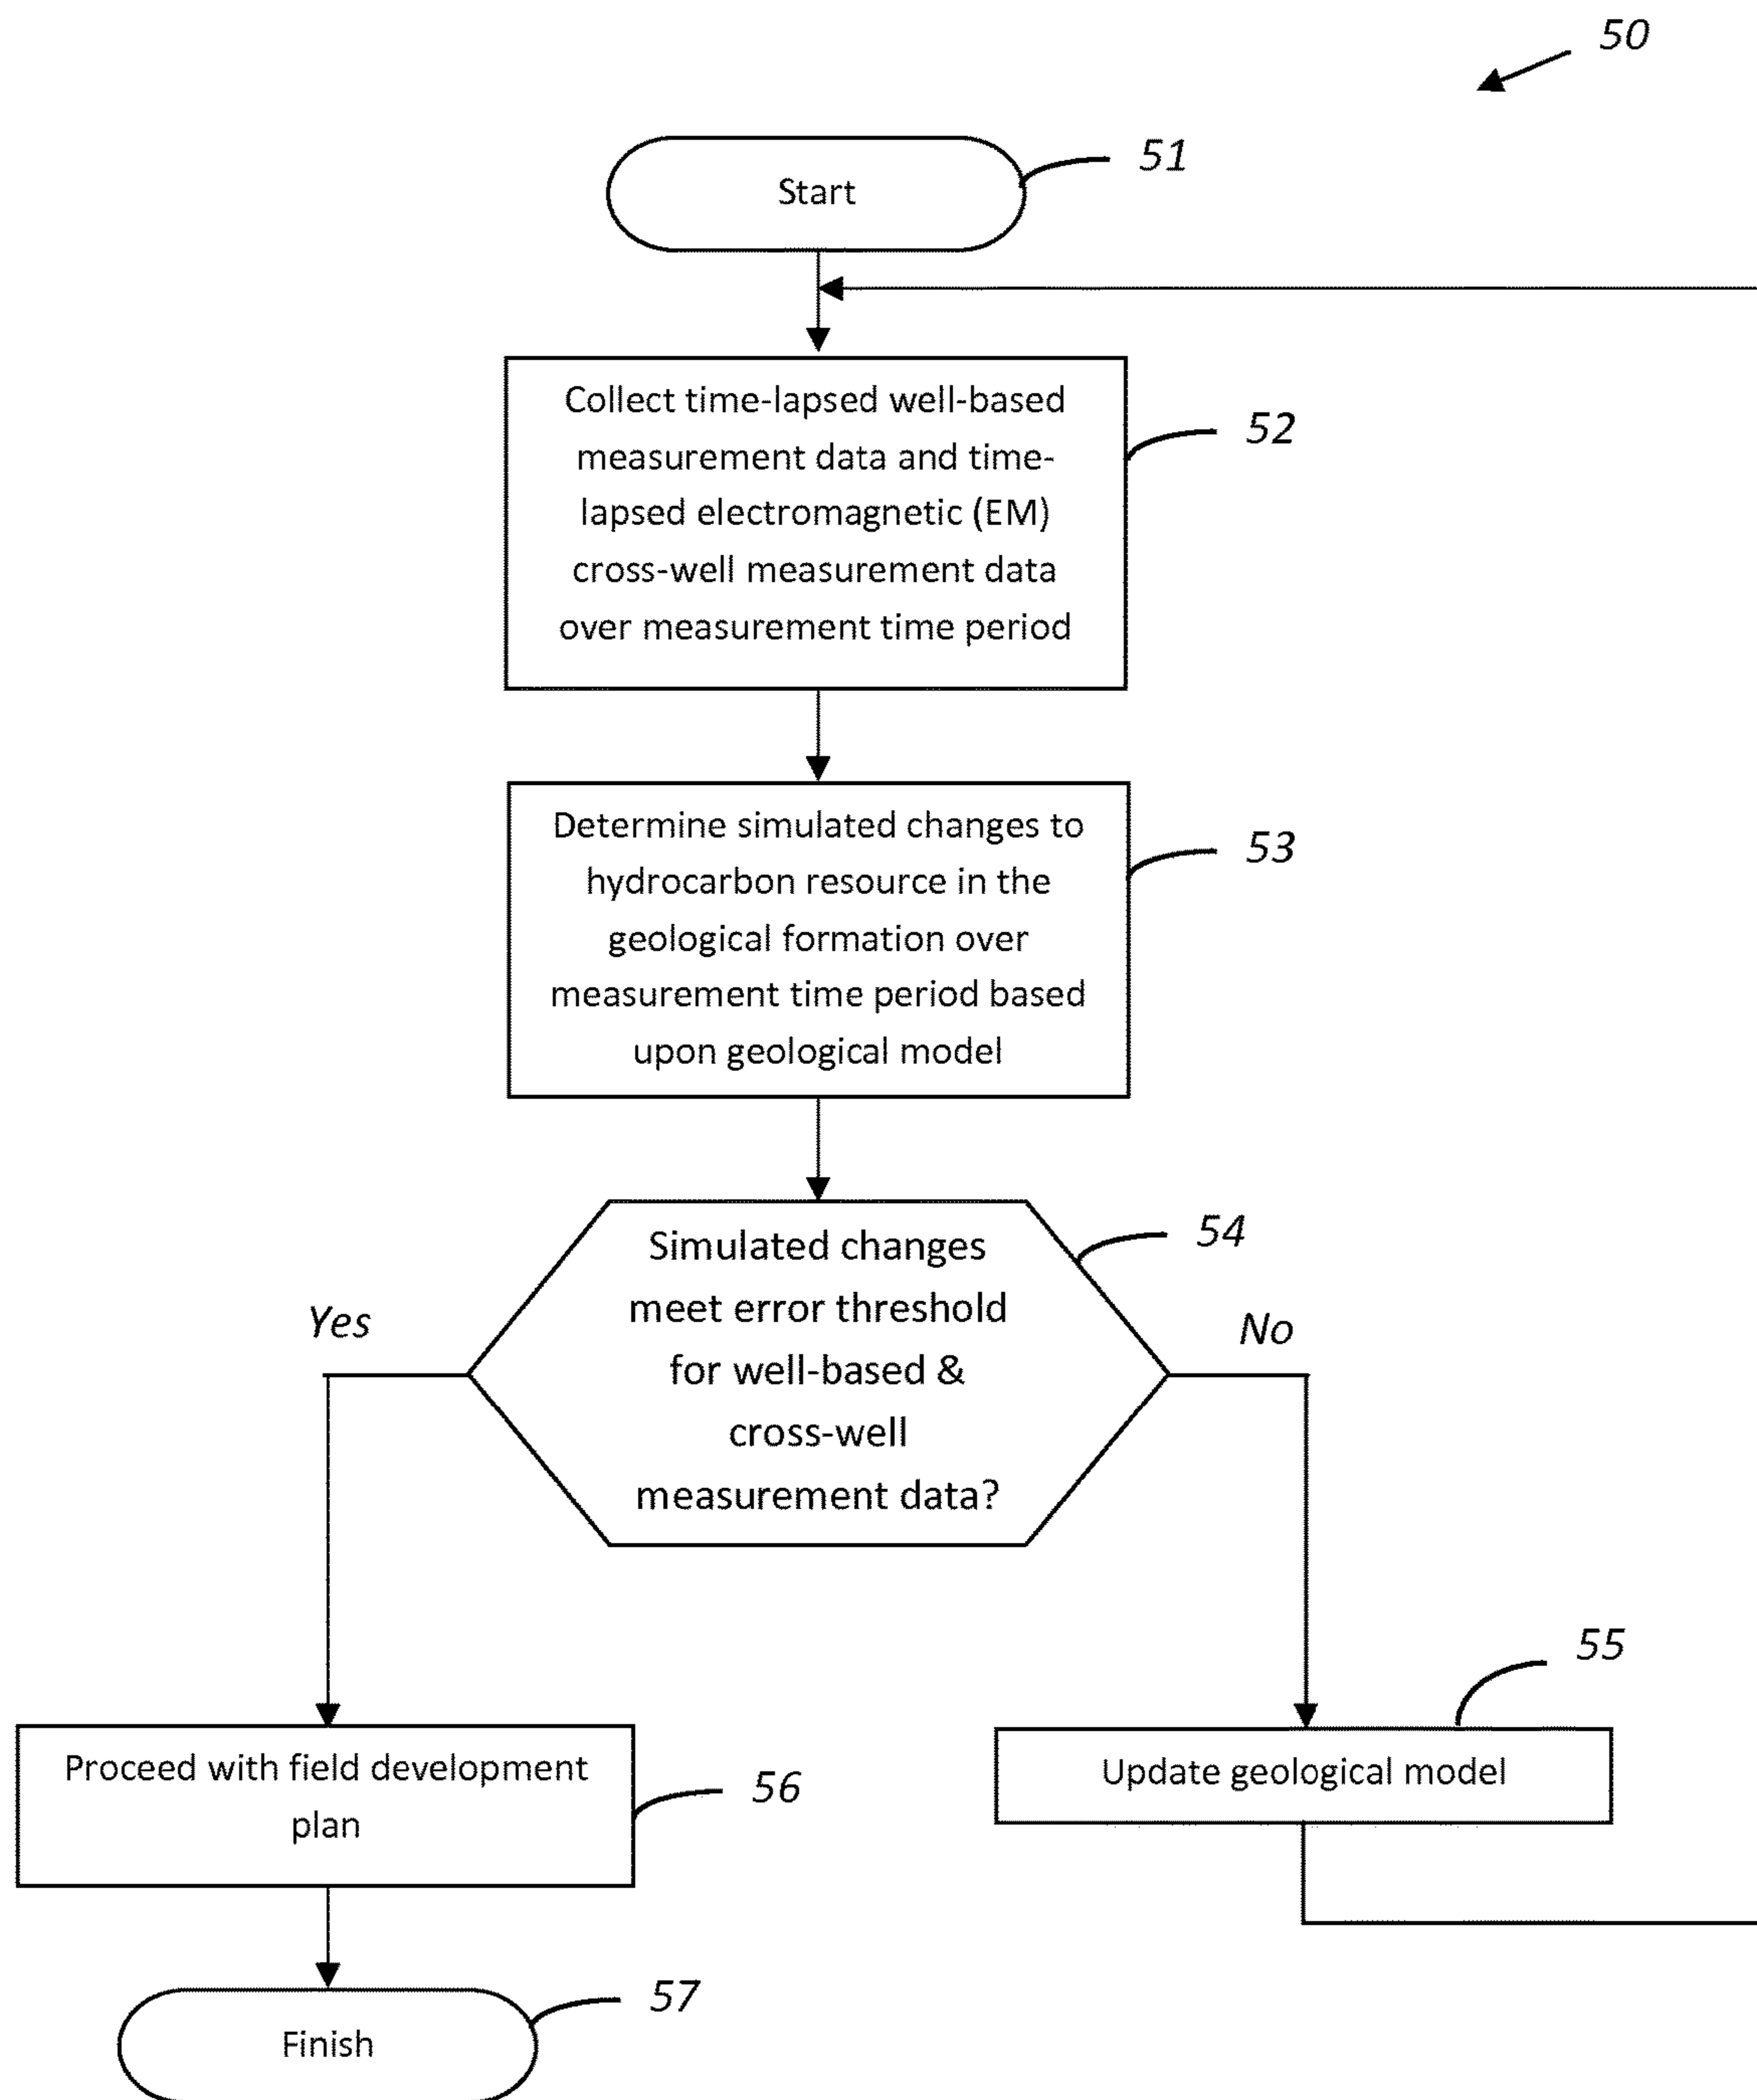 50
Start
51
Collect time-lapsed well-based
measurement data and time-
lapsed electromagnetic (EM)
cross-well measurement data
over measurement time period
52
Determine simulated changes to
hydrocarbon resource in the
geological formation over
measurement time period based
upon geological model
53
Simulated changes
meet error threshold
for well-based &
cross-well
measurement data?
54
Yes
No
55
Proceed with field development
plan
56
Update geological model
57
Finish